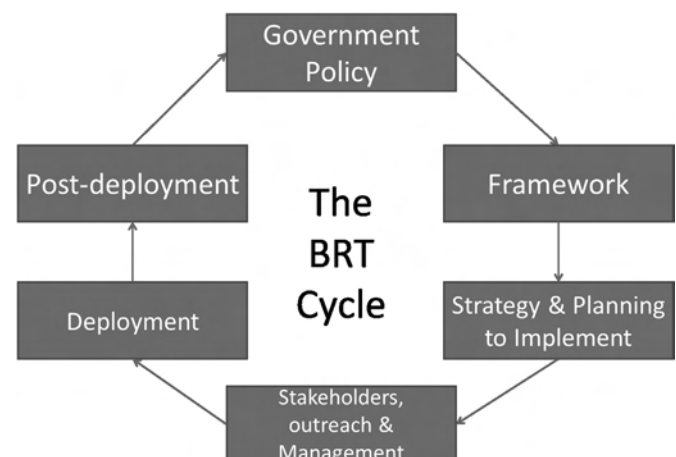 Government
Policy
Post-deployment
Framework
The
BRT
Cycle
Deployment
Strategy & Planning
to Implement
Stakeholders,
outreach &
Management